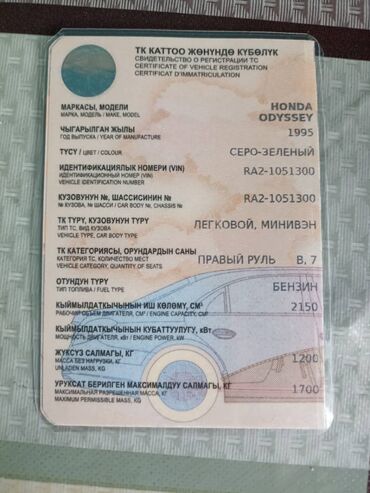 ТК КАТТОО ЖӨНҮНДӨ КҮБӨЛҮК
СВИДЕТЕЛЬСТВО О РЕГИСТРАЦИИ ТС
CERTIFICATE OF VEHICLE REGISTRATION
CERTIFICAT D'IMMATRICULATION
МАРКАСЫ, МОДЕЛИ HONDA
МАРКА, МОДЕЛЬ / MAKE, MODEL ODYSSEY
ЧЫГАРЫЛГАН ЖЫЛЫ 1995
ГОД ВЫПУСКА / YEAR OF MANUFACTURE
ТҮСҮ / ЦВЕТ / COLOUR СЕРО-ЗЕЛЕНЫЙ
ИДЕНТИФИКАЦИЯЛЫК НОМЕРИ (VIN) RA2-1051300
ИДЕНТИФИКАЦИОННЫЙ НОМЕР (VIN)
VEHICLE IDENTIFICATION NUMBER
КУЗОВУНУН №, ШАССИСИНИН № RA2-1051300
№ КУЗОВА, № ШАССИ / CAR BODY №, CHASSIS №
ТК ТҮРҮ, КУЗОВУНУН ТҮРҮ ЛЕГКОВОЙ, МИНИВЭН
ТИП ТС, ВИД КУЗОВА
VEHICLE TYPE, CAR BODY TYPE
ТК КАТЕГОРИЯСЫ, ОРУНДАРДЫН САНЫ
КАТЕГОРИЯ ТС, КОЛИЧЕСТВО МЕСТ ПРАВЫЙ РУЛЬ B, 7
VEHICLE CATEGORY, QUANTITY OF SEATS
ОТУНДУН ТҮРҮ БЕНЗИН
ТИП ТОПЛИВА / FUEL TYPE
КЫЙМЫЛДАТКЫЧЫНЫН ИШ КӨЛӨМҮ, СМ³ 2150
РАБОЧИЙ ОБЪЕМ ДВИГАТЕЛЯ, СМ³ / ENGINE CAPACITY, CM³
КЫЙМЫЛДАТКЫЧЫНЫН КУБАТТУУЛУГУ, кВт
МОЩНОСТЬ ДВИГАТЕЛЯ, кВт / ENGINE POWER, kW
ЖҮКСҮЗ САЛМАГЫ, КГ 1200
МАССА БЕЗ НАГРУЗКИ, КГ
UNLADEN MASS, KG
УРУКСАТ БЕРИЛГЕН МАКСИМАЛДУУ САЛМАГЫ, КГ 1700
МАКСИМАЛЬНАЯ РАЗРЕШЕННАЯ МАССА, КГ
MAXIMUM PERMISSIBLE MASS, KG